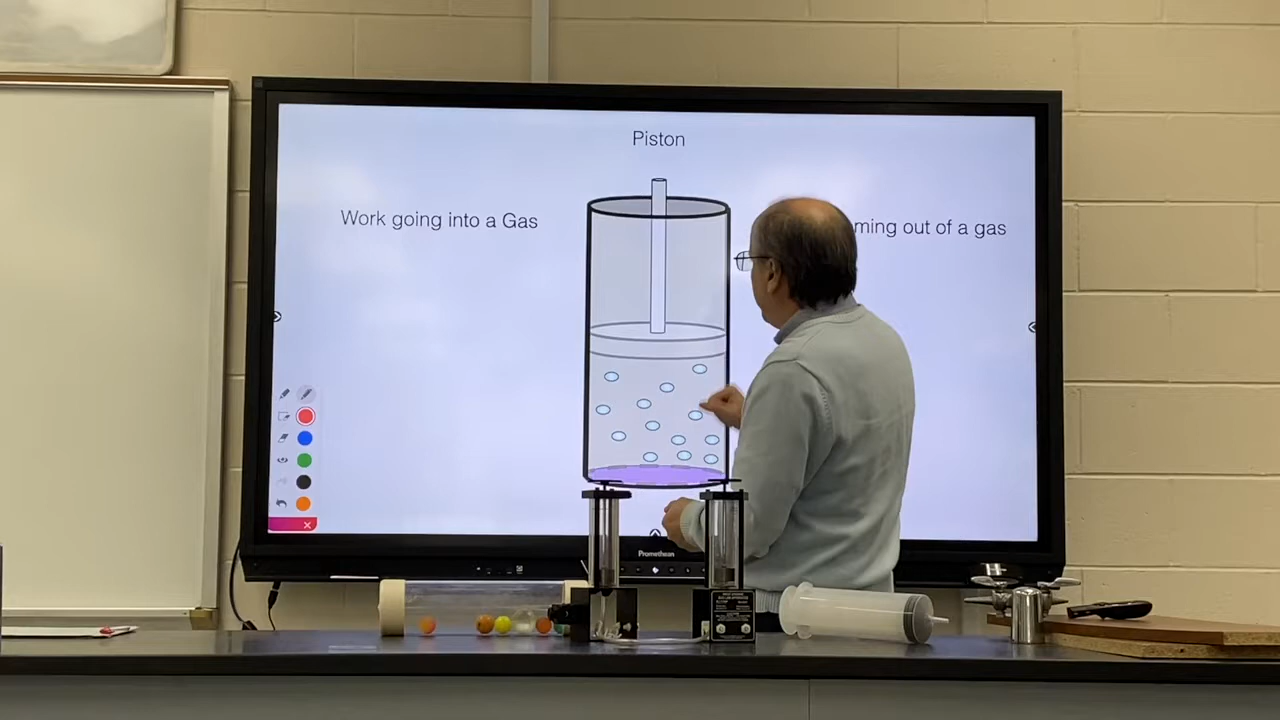 Piston
Work going into a Gas
ming out of a gas
Promethean